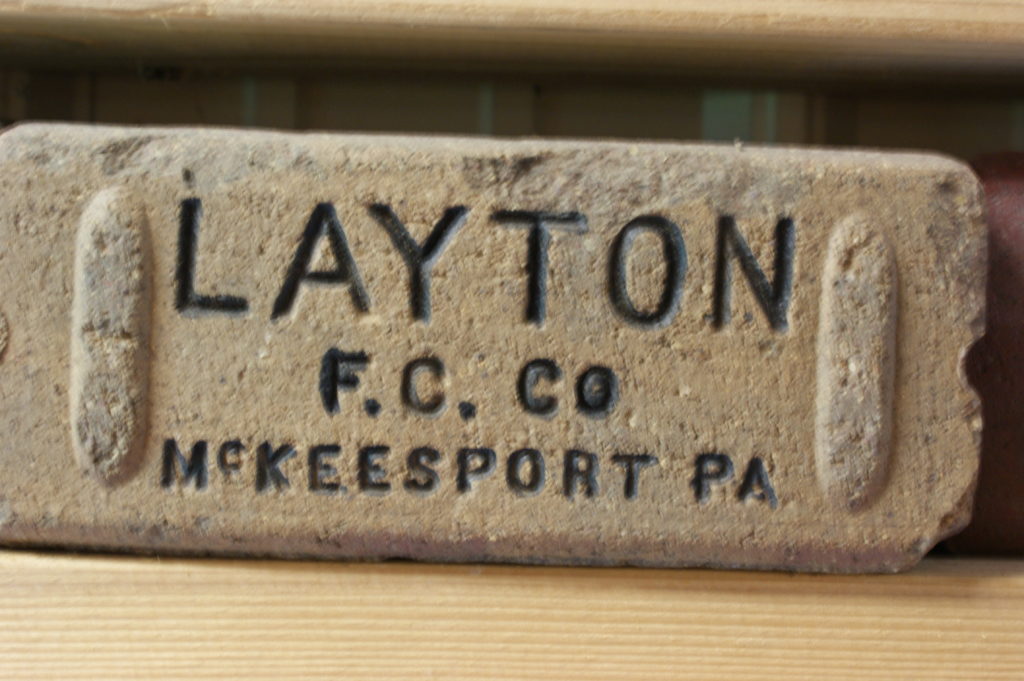 LAYTON
F.C. CO
McKEESPORT PA